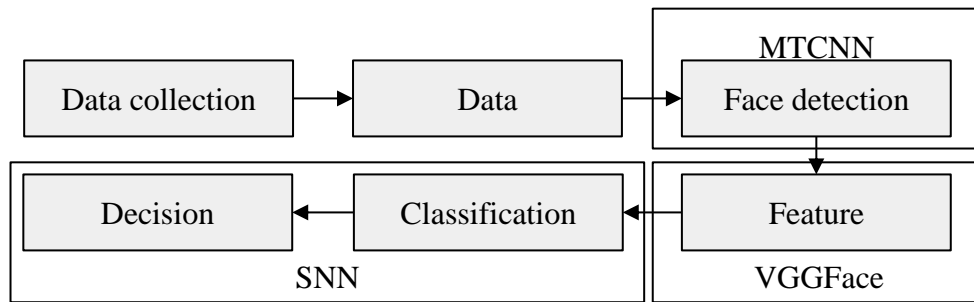 MTCNN
Data collection
Data
Face detection
Decision
Classification
Feature
SNN
VGGFace